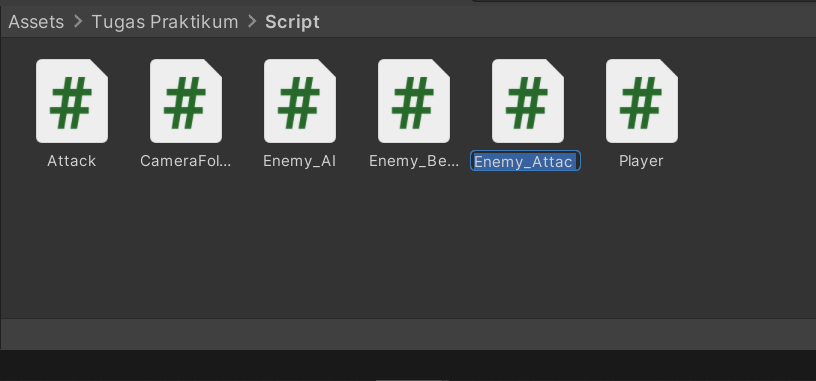 Assets > Tugas Praktikum > Script
Attack CameraFol... Enemy_AI Enemy_Be... Enemy_Attac Player